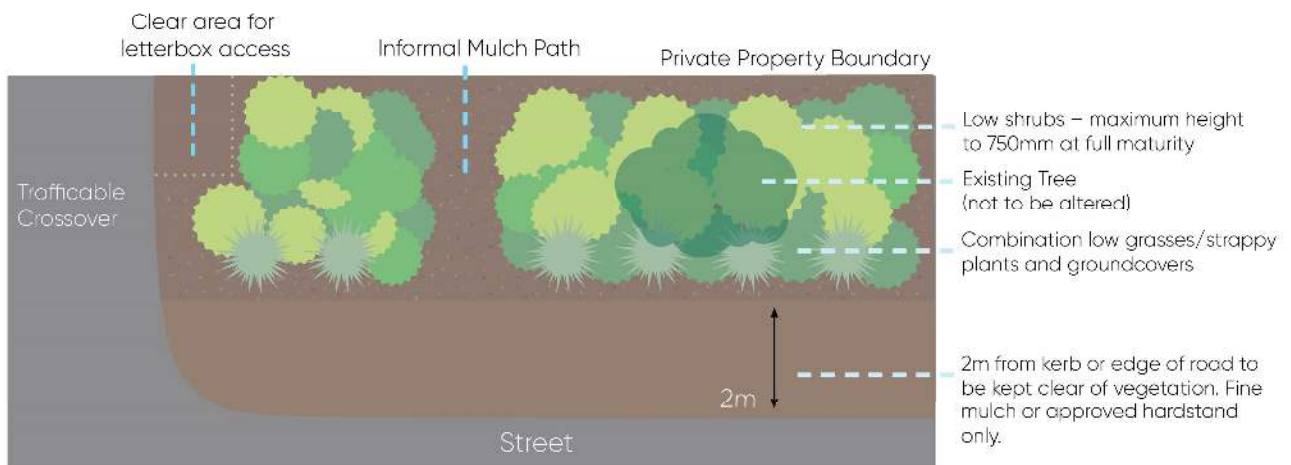 Clear area for
letterbox access
Informal Mulch Path
Private Property Boundary
Trafficable
Crossover
Low shrubs – maximum height
to 750mm at full maturity
Existing Tree
(not to be altered)
Combination low grasses/strappy
plants and groundcovers
2m from kerb or edge of road to
be kept clear of vegetation. Fine
mulch or approved hardstand
only.
2m
Street